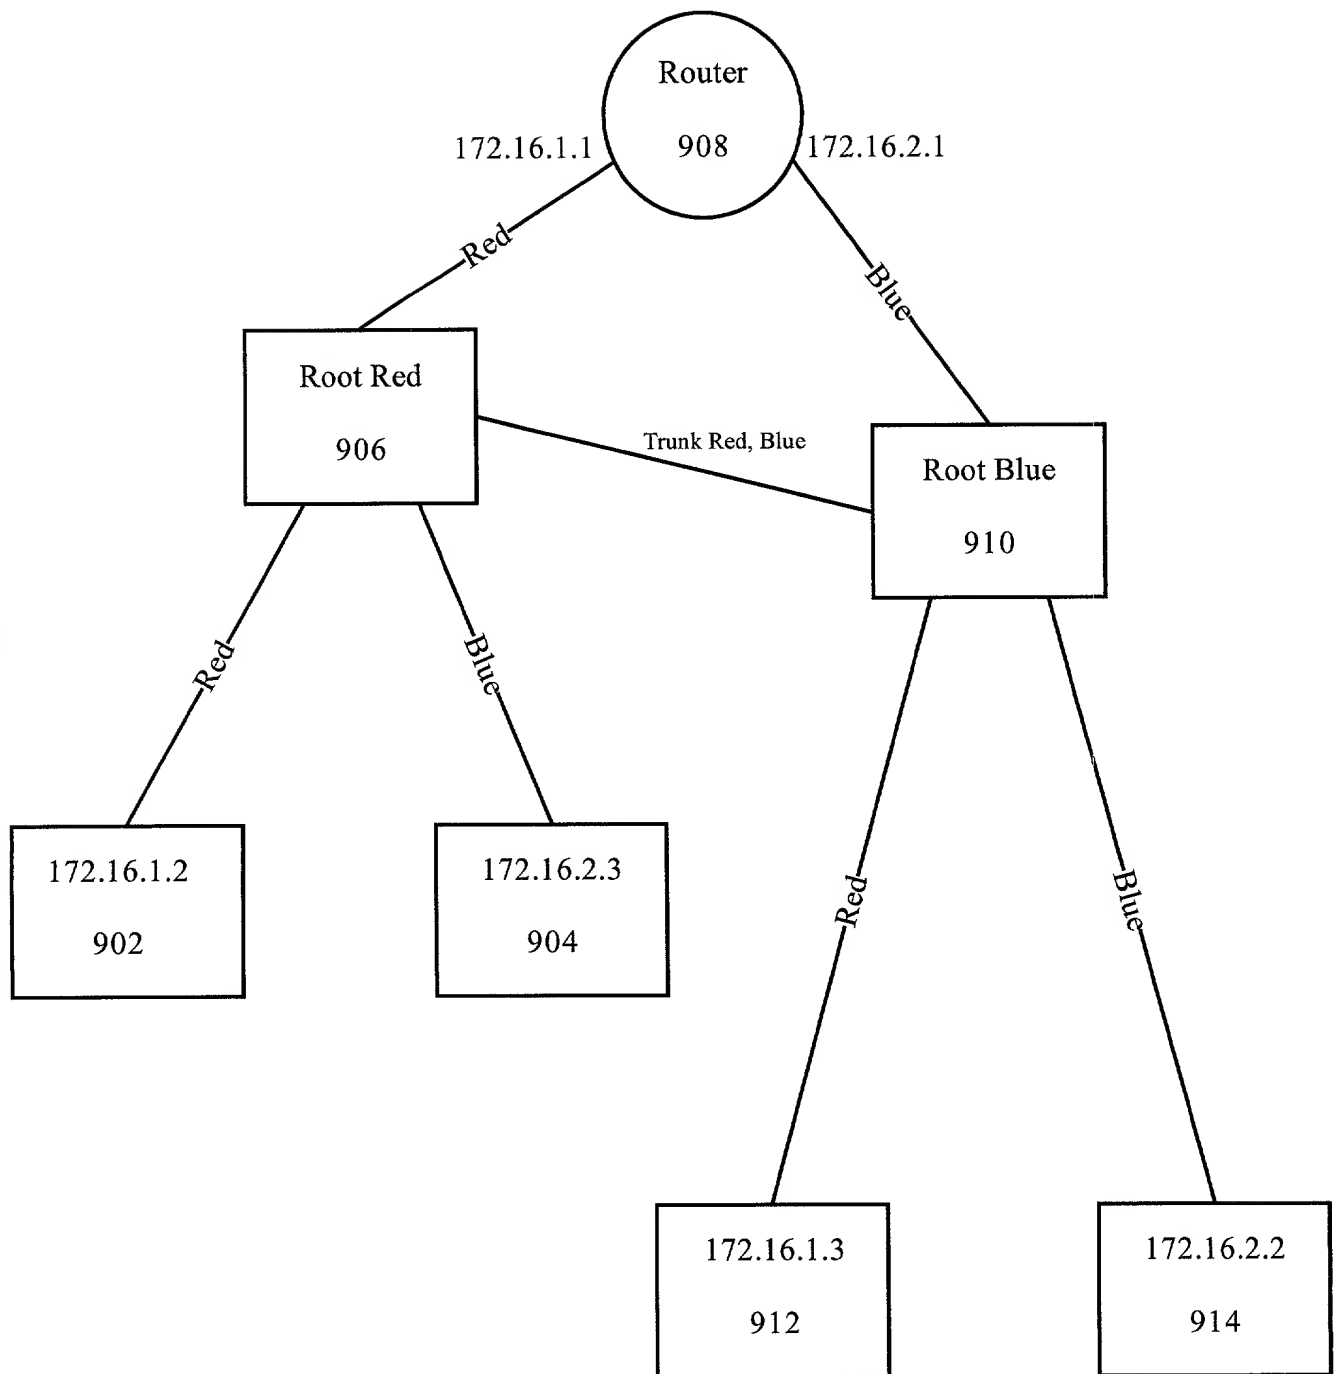 Router
908
172.16.1.1
172.16.2.1
Red
Blue
Root Red
906
Trunk Red, Blue
Root Blue
910
Red
Blue
172.16.1.2
902
172.16.2.3
904
Red
Blue
172.16.1.3
912
172.16.2.2
914